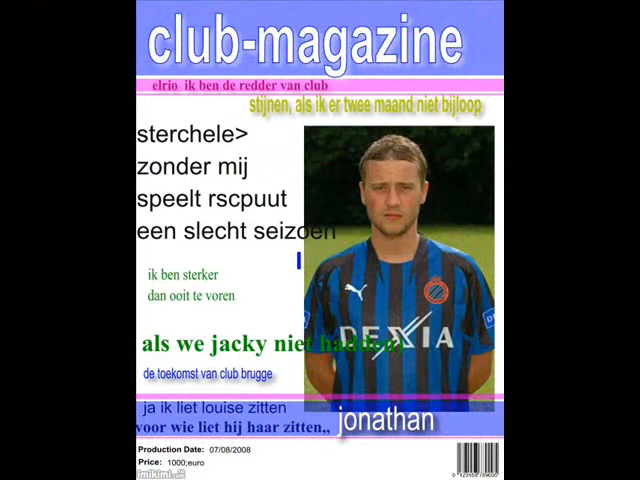 club-magazine
elrio ik ben de redder van club
stijnen, als ik er twee maand niet bijloop
sterchele>
zonder mij
speelt rscpuut
een slecht seizoen
I
ik ben sterker
dan ooit te voren
DEXIA
als we jacky niet hadden)
de toekomst van club brugge
ja ik liet louise zitten
jonathan
voor wie liet hij haar zitten,,
Production Date: 07/08/2008
Price: 1000;euro